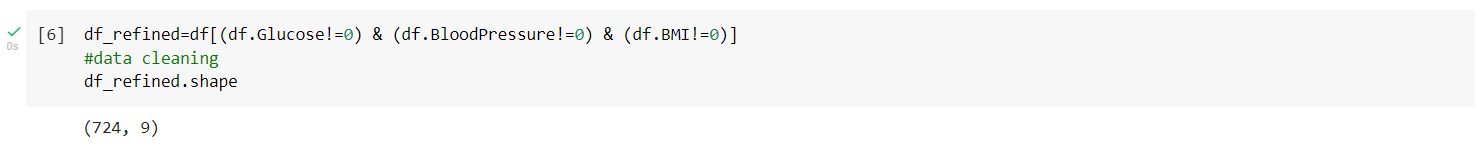 [6] df_refined=df[(df.Glucose!=0) & (df.BloodPressure!=0) & (df.BMI!=0)]
0s
#data cleaning
df_refined.shape
(724, 9)